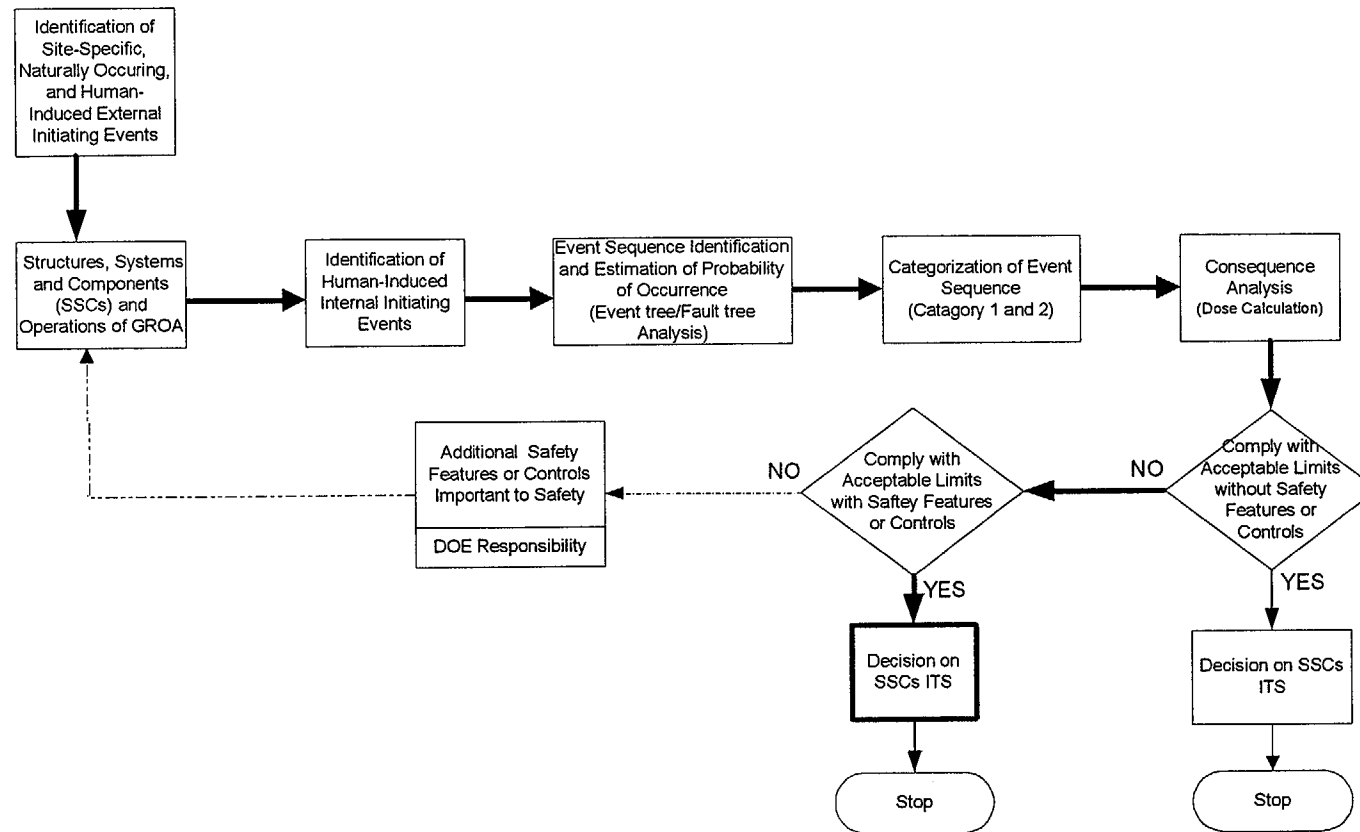 Identification of
Site-Specific,
Naturally Occuring,
and Human-
Induced External
Initiating Events
Structures, Systems
and Components
(SSCs) and
Operations of GROA
Identification of
Human-Induced
Internal Initiating
Events
Event Sequence Identification
and Estimation of Probability
of Occurrence
(Event tree/Fault tree
Analysis)
Categorization of Event
Sequence
(Catagory 1 and 2)
Consequence
Analysis
(Dose Calculation)
Comply with
Acceptable Limits
without Safety
Features or
Controls
NO
YES
Comply with
Acceptable Limits
with Saftey Features
or Controls
NO
YES
Additional Safety
Features or Controls
Important to Safety
DOE Responsibility
Decision on
SSCs ITS
Decision on SSCs
ITS
Stop
Stop